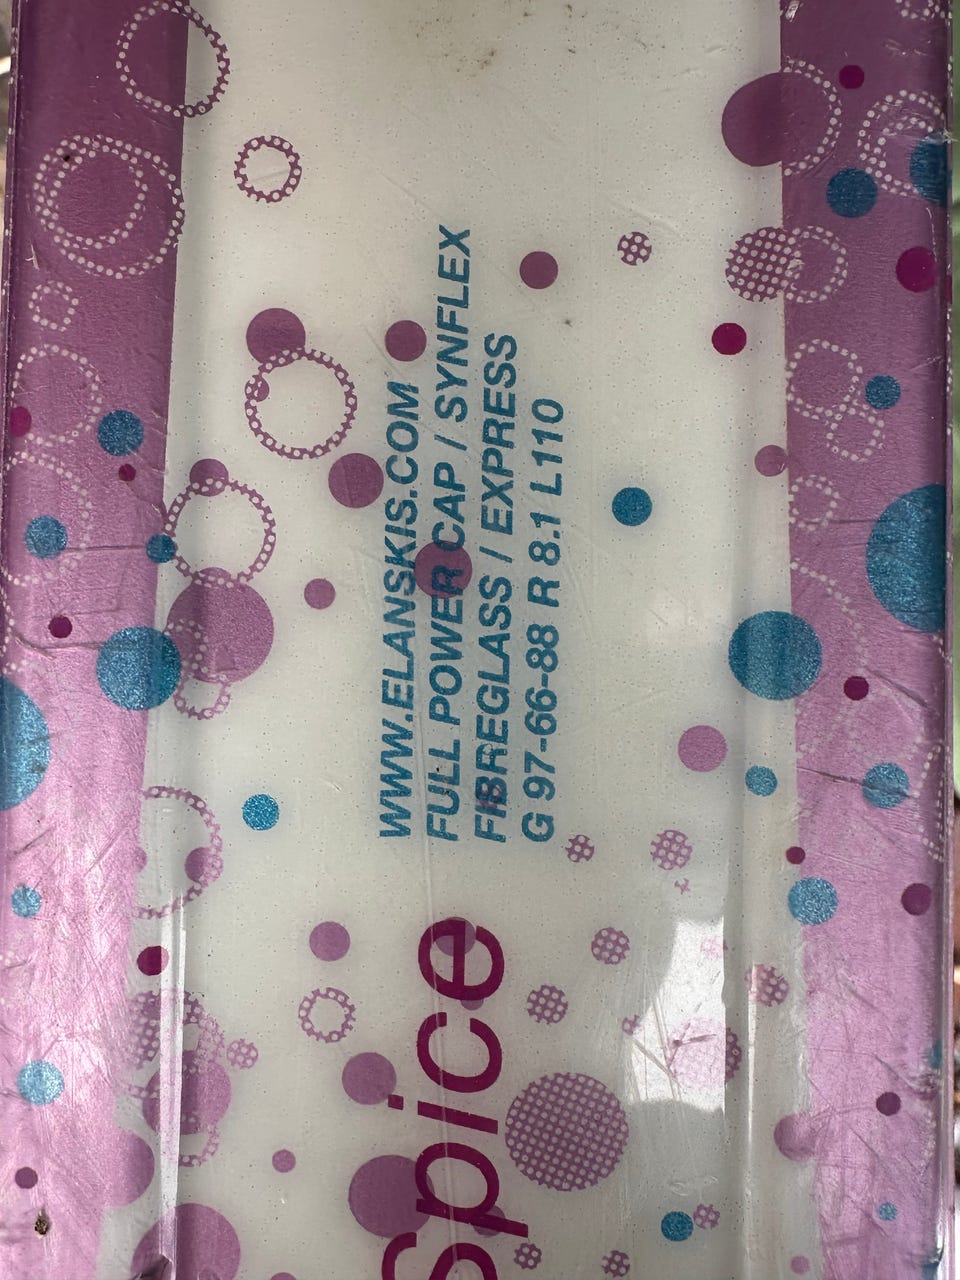 WWW.ELANSKIS.COM
FULL POWER CAP / SYNFLEX
FIBREGLASS / EXPRESS
G 97-66-88 R 8.1 L110
Spice